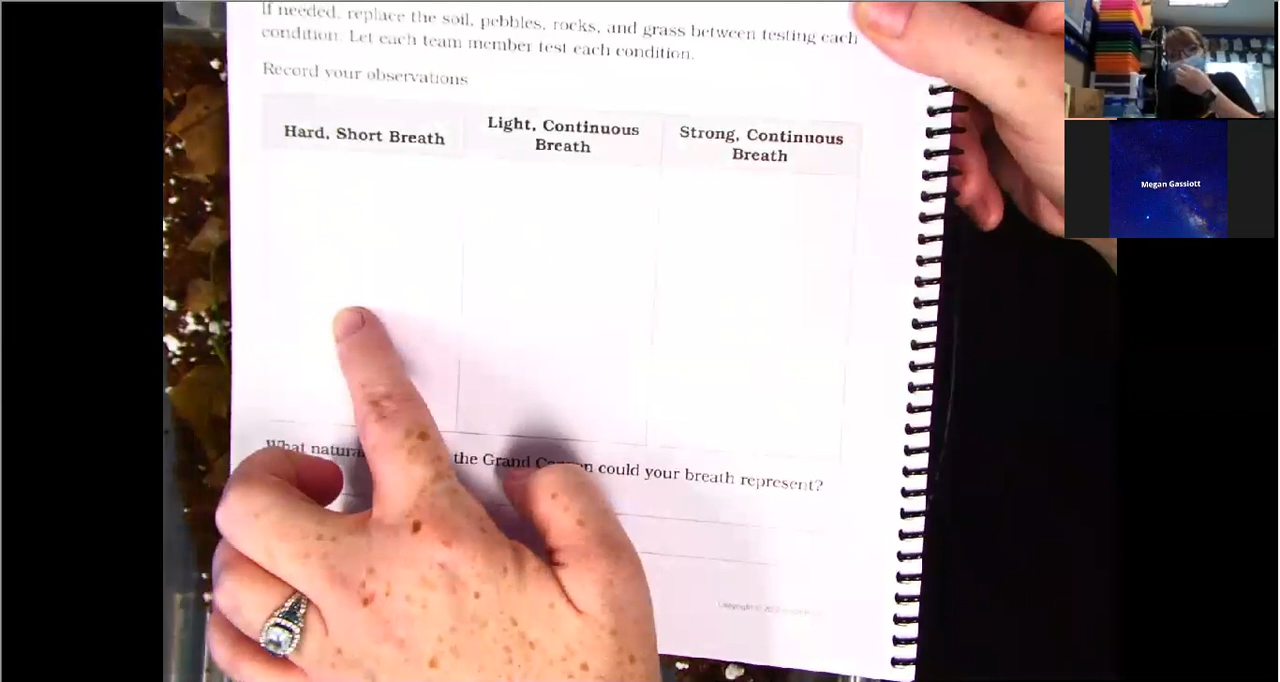 If needed, replace the soil, pebbles, rocks, and grass between testing each
condition. Let each team member test each condition.
Record your observations
Hard, Short Breath
Light, Continuous
Breath
Strong, Continuous
Breath
What natura the Grand Can n could your breath represent?
Copyright ©
Megan Gassiott